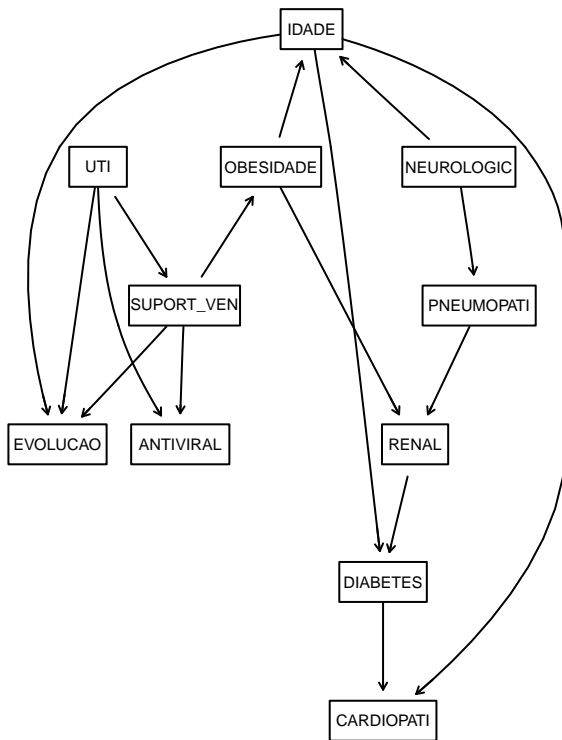 IDADE
UTI
OBESIDADE
NEUROLOGIC
SUPORT_VEN
PNEUMOPATI
EVOLUCAO
ANTIVIRAL
RENAL
DIABETES
CARDIOPATI